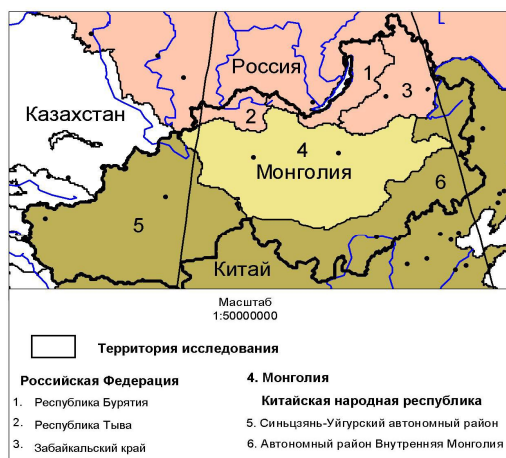 Россия
1
3
Казахстан
2
4
Монголия
6
5
Китай
Масштаб
1:50000000
Территория исследования
Российская Федерация
1. Республика Бурятия
2. Республика Тыва
3. Забайкальский край
4. Монголия
Китайская народная республика
5. Синьцзянь-Уйгурский автономный район
6. Автономный район Внутренняя Монголия